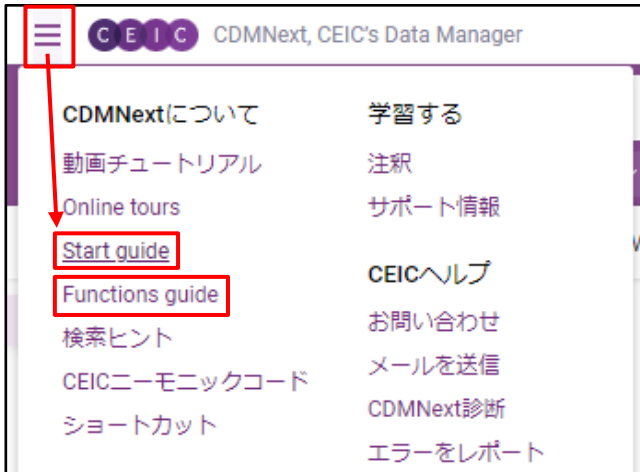 CEIC CDMNext, CEIC's Data Manager
CDMNextについて
動画チュートリアル
Online tours
Start guide
Functions guide
検索ヒント
CEICニーモニックコード
ショートカット
学習する
注釈
サポート情報
CEICヘルプ
お問い合わせ
メールを送信
CDMNext診断
エラーをレポート